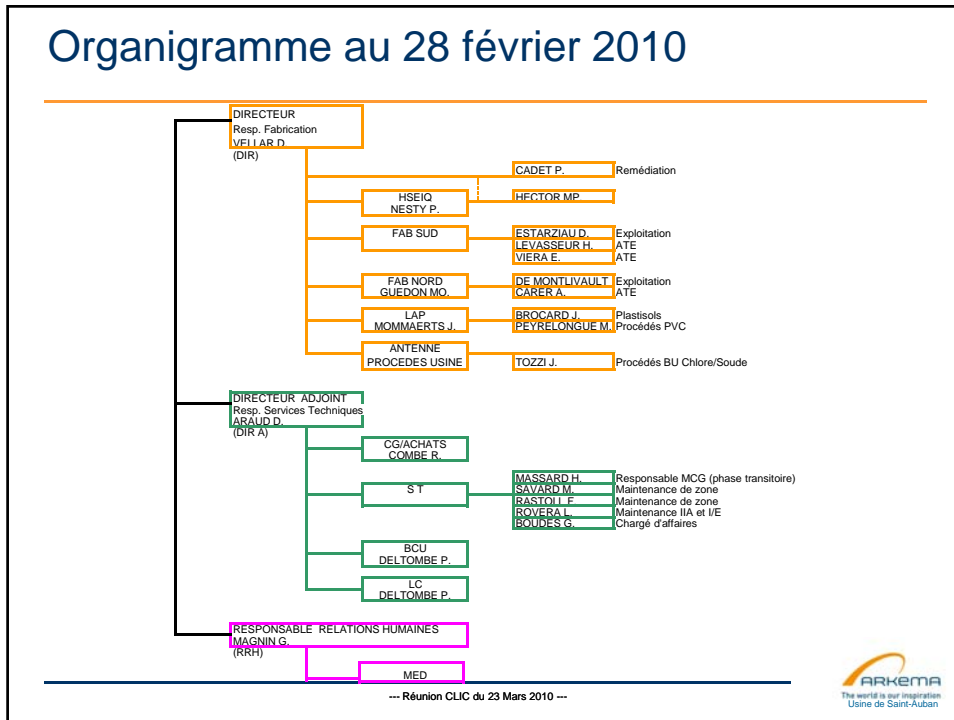 Organigramme au 28 février 2010
DIRECTEUR
Resp. Fabrication
VELLAR D.
(DIR)
CADET P. Remédiation
HSEIQ
NESTY P.
HECTOR MP.
FAB SUD
ESTARZIAU D. Exploitation
LEVASSEUR H. ATE
VIERA E. ATE
FAB NORD
GUEDON MO.
DE MONTLIVAULT Exploitation
CARER A. ATE
LAP
MOMMAERTS J.
BROCARD J. Plastisols
PEYRELONGUE M. Procédés PVC
ANTENNE
PROCEDES USINE
TOZZI J. Procédés BU Chlore/Soude
DIRECTEUR ADJOINT
Resp. Services Techniques
ARAUD D.
(DIR A)
CG/ACHATS
COMBE R.
S T
MASSARD H. Responsable MCG (phase transitoire)
SAVARD M. Maintenance de zone
RASTOLL F. Maintenance de zone
ROVERA L. Maintenance IIA et I/E
BOUDES G. Chargé d'affaires
BCU
DELTOMBE P.
LC
DELTOMBE P.
RESPONSABLE RELATIONS HUMAINES
MAGNIN G.
(RRH)
MED
--- Réunion CLIC du 23 Mars 2010 ---
ARKEMA
The world is our inspiration
Usine de Saint-Auban